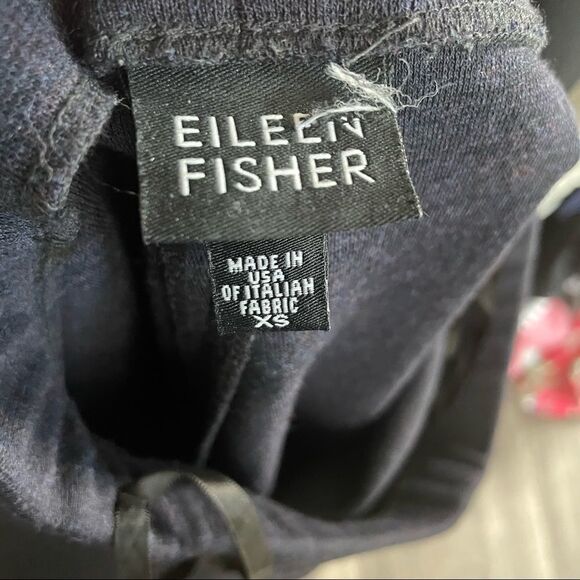 EILEEN
FISHER
MADE IN
USA
OF ITALIAN
FABRIC
XS